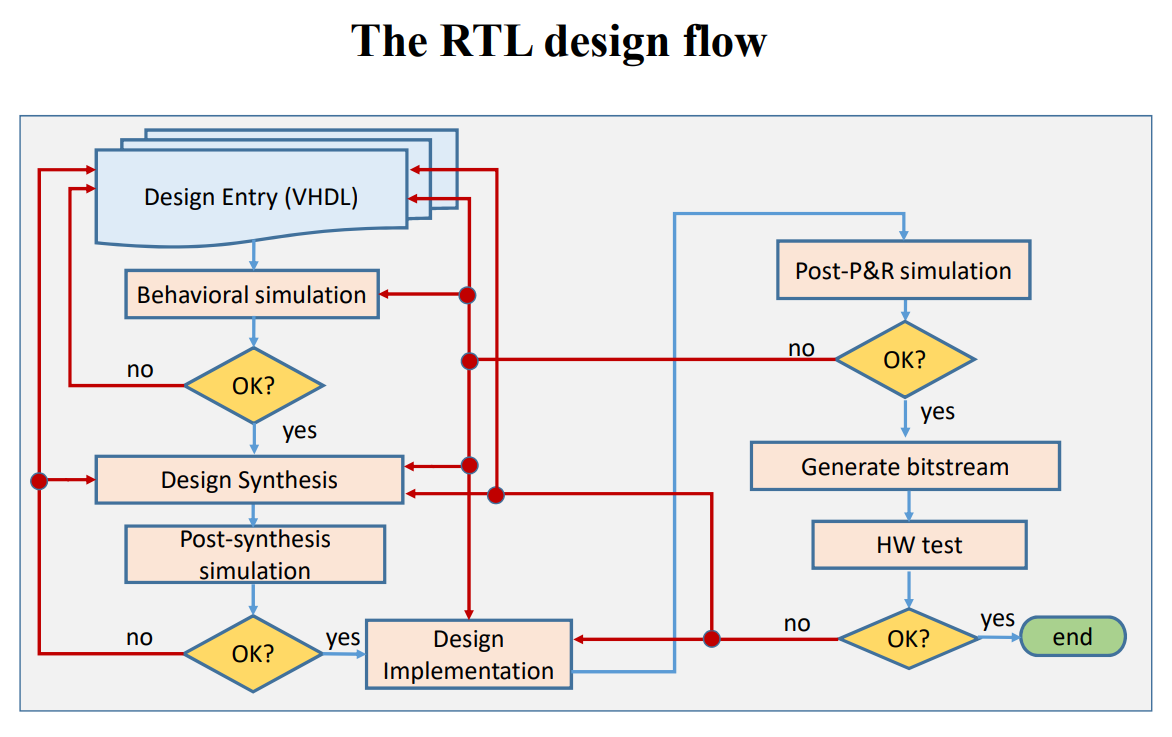 The RTL design flow
Design Entry (VHDL)
Behavioral simulation
no
OK?
yes
Design Synthesis
Post-synthesis
simulation
no
OK?
yes
Design
Implementation
Post-P&R simulation
no
OK?
yes
Generate bitstream
HW test
no
OK?
yes
end